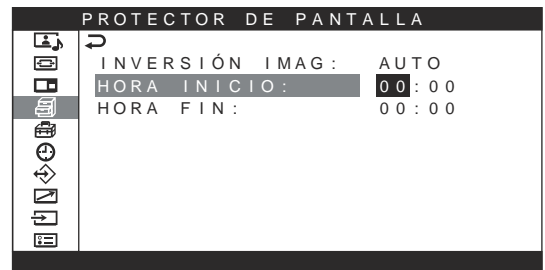 PROTECTOR DE PANTALLA
INVERSIÓN IMAG: AUTO
HORA INICIO: 00:00
HORA FIN: 00:00